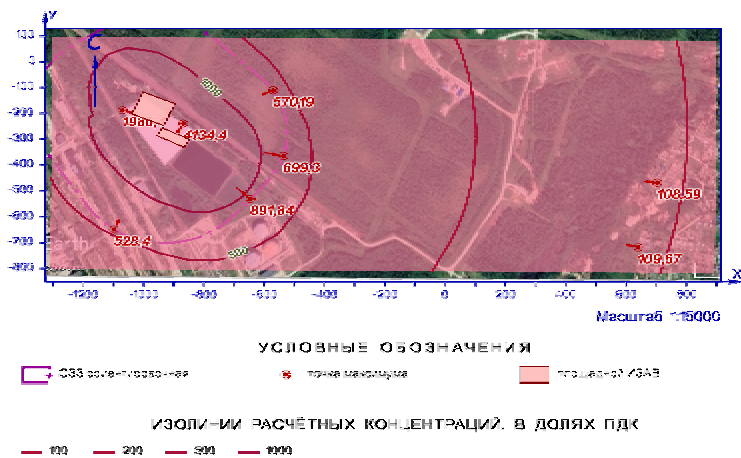 У
С
133
0
-100
-200
-300
-400
-500
-600
-700
-800
570,19
4134,4
699,3
891,84
528,4
108,59
109,67
-1200 -1000 -800 -600 -400 -200 0 200 400 600 800
X
Масштаб 1:15000
УСЛОВНЫЕ ОБОЗНАЧЕНИЯ
СЗЗ ориентировочная
точка максимума
площадной ИЗАВ
ИЗОЛИНИИ РАСЧЁТНЫХ КОНЦЕНТРАЦИЙ, В ДОЛЯХ ПДК
100 200 500 1000